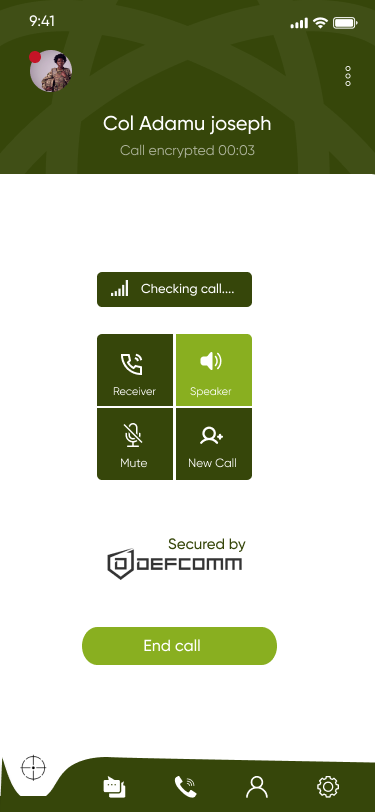 9:41
Col Adamu joseph
Call encrypted 00:03
Checking call....
Receiver
Speaker
Mute
New Call
Secured by
DEFCOMM
End call